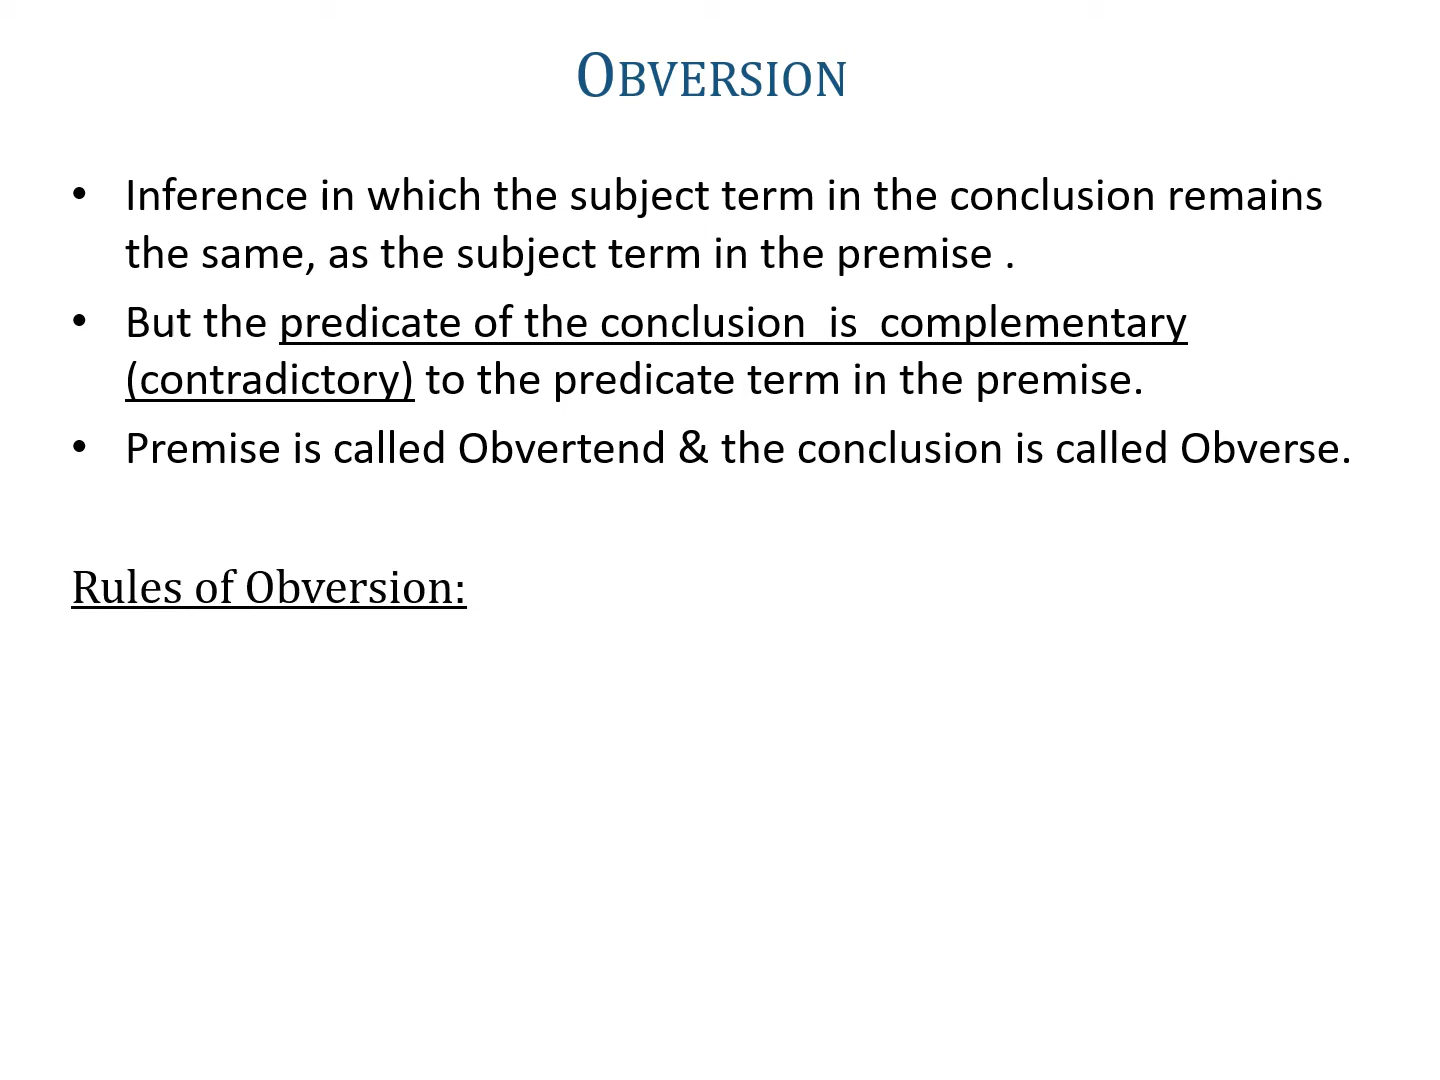 OBVERSION
• Inference in which the subject term in the conclusion remains
the same, as the subject term in the premise .
• But the predicate of the conclusion  is  complementary
(contradictory) to the predicate term in the premise.
• Premise is called Obvertend & the conclusion is called Obverse.
Rules of Obversion: